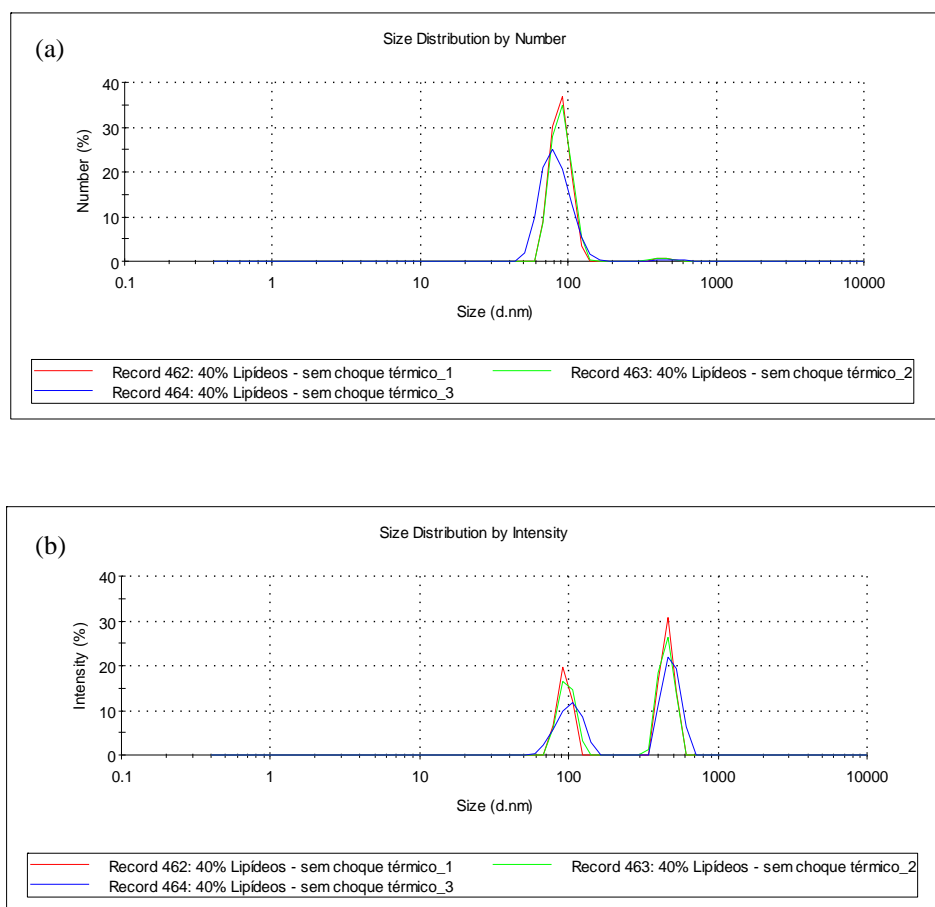 (a)
Size Distribution by Number
40
30
20
10
0
Number (%)
0.1 1 10 100 1000 10000
Size (d.nm)
Record 462: 40% Lipídeos - sem choque térmico_1 Record 463: 40% Lipídeos - sem choque térmico_2
Record 464: 40% Lipídeos - sem choque térmico_3
(b)
Size Distribution by Intensity
40
30
20
10
0
Intensity (%)
0.1 1 10 100 1000 10000
Size (d.nm)
Record 462: 40% Lipídeos - sem choque térmico_1 Record 463: 40% Lipídeos - sem choque térmico_2
Record 464: 40% Lipídeos - sem choque térmico_3